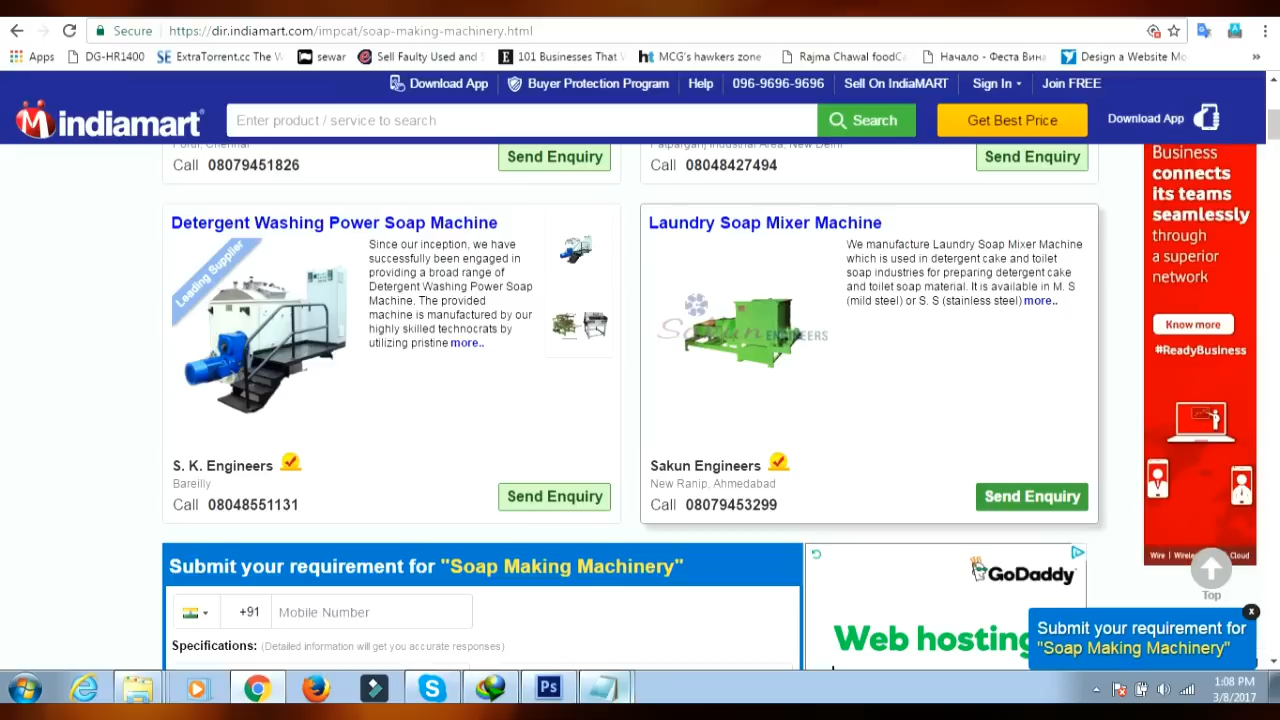 Secure https://dir.indiamart.com/impcat/soap-making-machinery.html
Apps DG-HR1400 ExtraTorrent.cc The W sewar Sell Faulty Used and 101 Businesses That MCG's hawkers zone Rajma Chawal foodCa Начало - Феста Вина Design a Website Mo »
Download App Buyer Protection Program Help 096-9696-9696 Sell On IndiaMART Sign In Join FREE
indiamart Enter product / service to search Search Get Best Price Download App
Call 08079451826 Send Enquiry
Call 08048427494 Send Enquiry
Detergent Washing Power Soap Machine
Leading Supplier
Since our inception, we have
successfully been engaged in
providing a broad range of
Detergent Washing Power Soap
Machine. The provided
machine is manufactured by our
highly skilled technocrats by
utilizing pristine more..
S. K. Engineers
Bareilly
Call 08048551131 Send Enquiry
Laundry Soap Mixer Machine
We manufacture Laundry Soap Mixer Machine
which is used in detergent cake and toilet
soap industries for preparing detergent cake
and toilet soap material. It is available in M. S
(mild steel) or S. S (stainless steel) more..
Sakun ENGINEERS
Sakun Engineers
New Ranip, Ahmedabad
Call 08079453299 Send Enquiry
Business
connects
its teams
seamlessly
through
a superior
network
Know more
#ReadyBusiness
Cloud
Top
Submit your requirement for "Soap Making Machinery"
+91 Mobile Number
Specifications: (Detailed information will get you accurate responses)
GoDaddy
Web hosting
x
Submit your requirement for
"Soap Making Machinery"
Ps
1:08 PM
3/8/2017